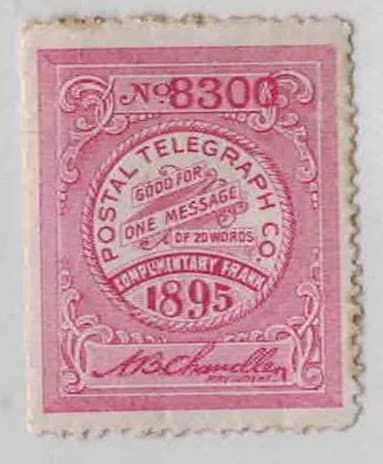 No. 8300
POSTAL TELEGRAPH CO.
GOOD FOR
ONE MESSAGE
OF 20 WORDS
COMPLIMENTARY FRANK
1895
A.B. Chandler
PRESIDENT